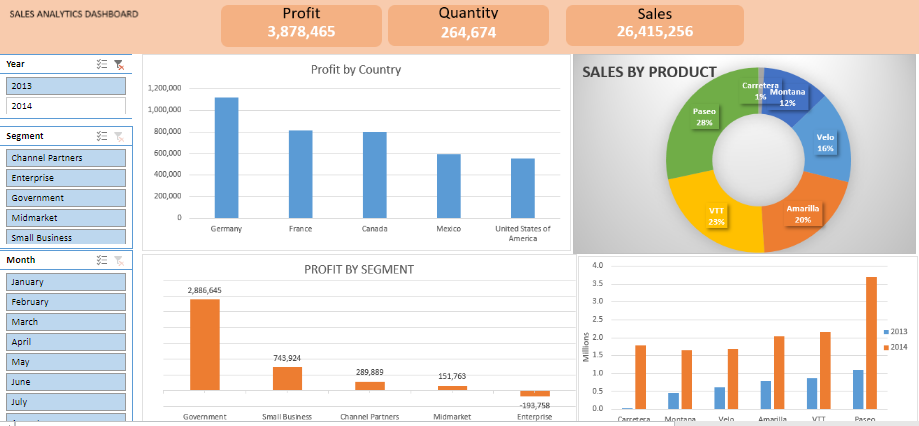 SALES ANALYTICS DASHBOARD
Profit
3,878,465
Quantity
264,674
Sales
26,415,256
Year
2013
2014
Segment
Channel Partners
Enterprise
Government
Midmarket
Small Business
Month
January
February
March
April
May
June
July
Profit by Country
1,200,000
1,000,000
800,000
600,000
400,000
200,000
0
Germany
France
Canada
Mexico
United States of
America
SALES BY PRODUCT
Carretera
1%
Montana
12%
Velo
16%
Amarilla
20%
VTT
23%
Paseo
28%
PROFIT BY SEGMENT
2,886,645
743,924
289,889
151,763
-193,758
Government
Small Business
Channel Partners
Midmarket
Enterprise
Millions
4.0
3.5
3.0
2.5
2.0
1.5
1.0
0.5
0.0
Carretera
Montana
Velo
Amarilla
VTT
Paseo
2013
2014